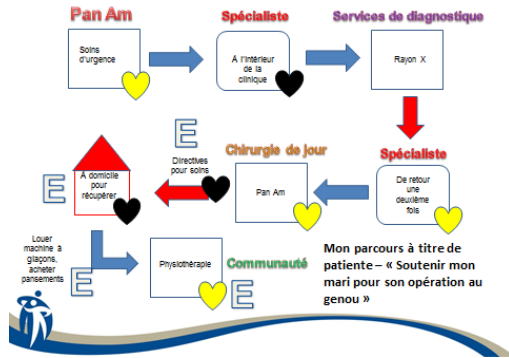 Pan Am
Spécialiste
Services de diagnostique
Soins
d'urgence
À l'intérieur
de la
clinique
Rayon X
E
Directives
pour soins
Chirurgie de jour
Spécialiste
E
À domicile
pour
récupérer
Pan Am
De retour
une
deuxième
fois
Louer
machine à
glaçons,
acheter
pansements
E
Physiothérapie
Communauté
E
Mon parcours à titre de
patiente – « Soutenir mon
mari pour son opération au
genou »